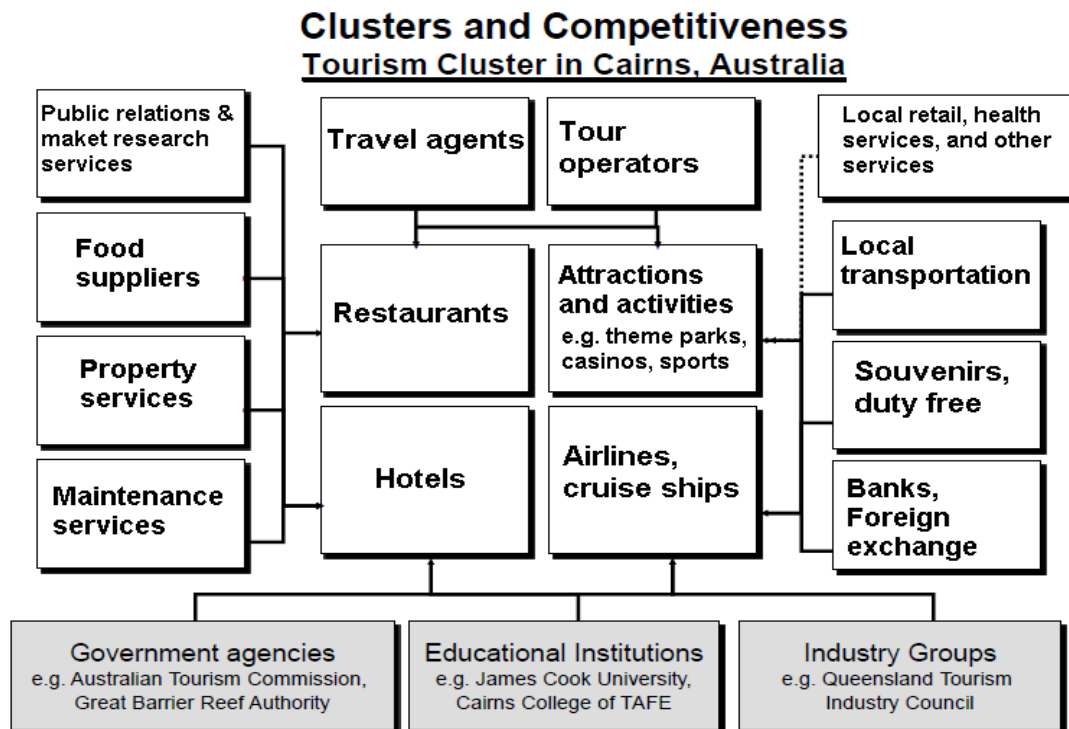 Clusters and Competitiveness
Tourism Cluster in Cairns, Australia
Public relations &
maket research
services
Travel agents
Tour
operators
Local retail, health
services, and other
services
Food
suppliers
Restaurants
Attractions
and activities
e.g. theme parks,
casinos, sports
Local
transportation
Property
services
Souvenirs,
duty free
Maintenance
services
Hotels
Airlines,
cruise ships
Banks,
Foreign
exchange
Government agencies
e.g. Australian Tourism Commission,
Great Barrier Reef Authority
Educational Institutions
e.g. James Cook University,
Cairns College of TAFE
Industry Groups
e.g. Queensland Tourism
Industry Council